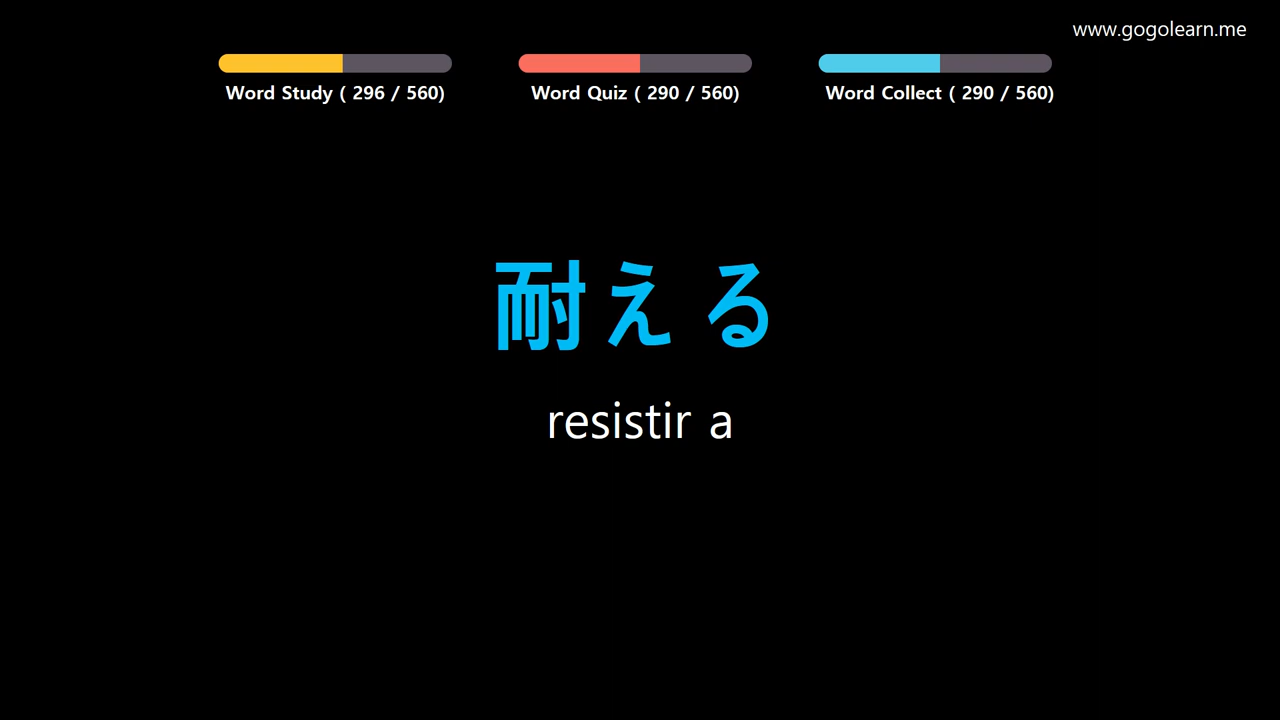 www.gogolearn.me
Word Study ( 296 / 560)
Word Quiz ( 290 / 560)
Word Collect ( 290 / 560)
耐える
resistir a